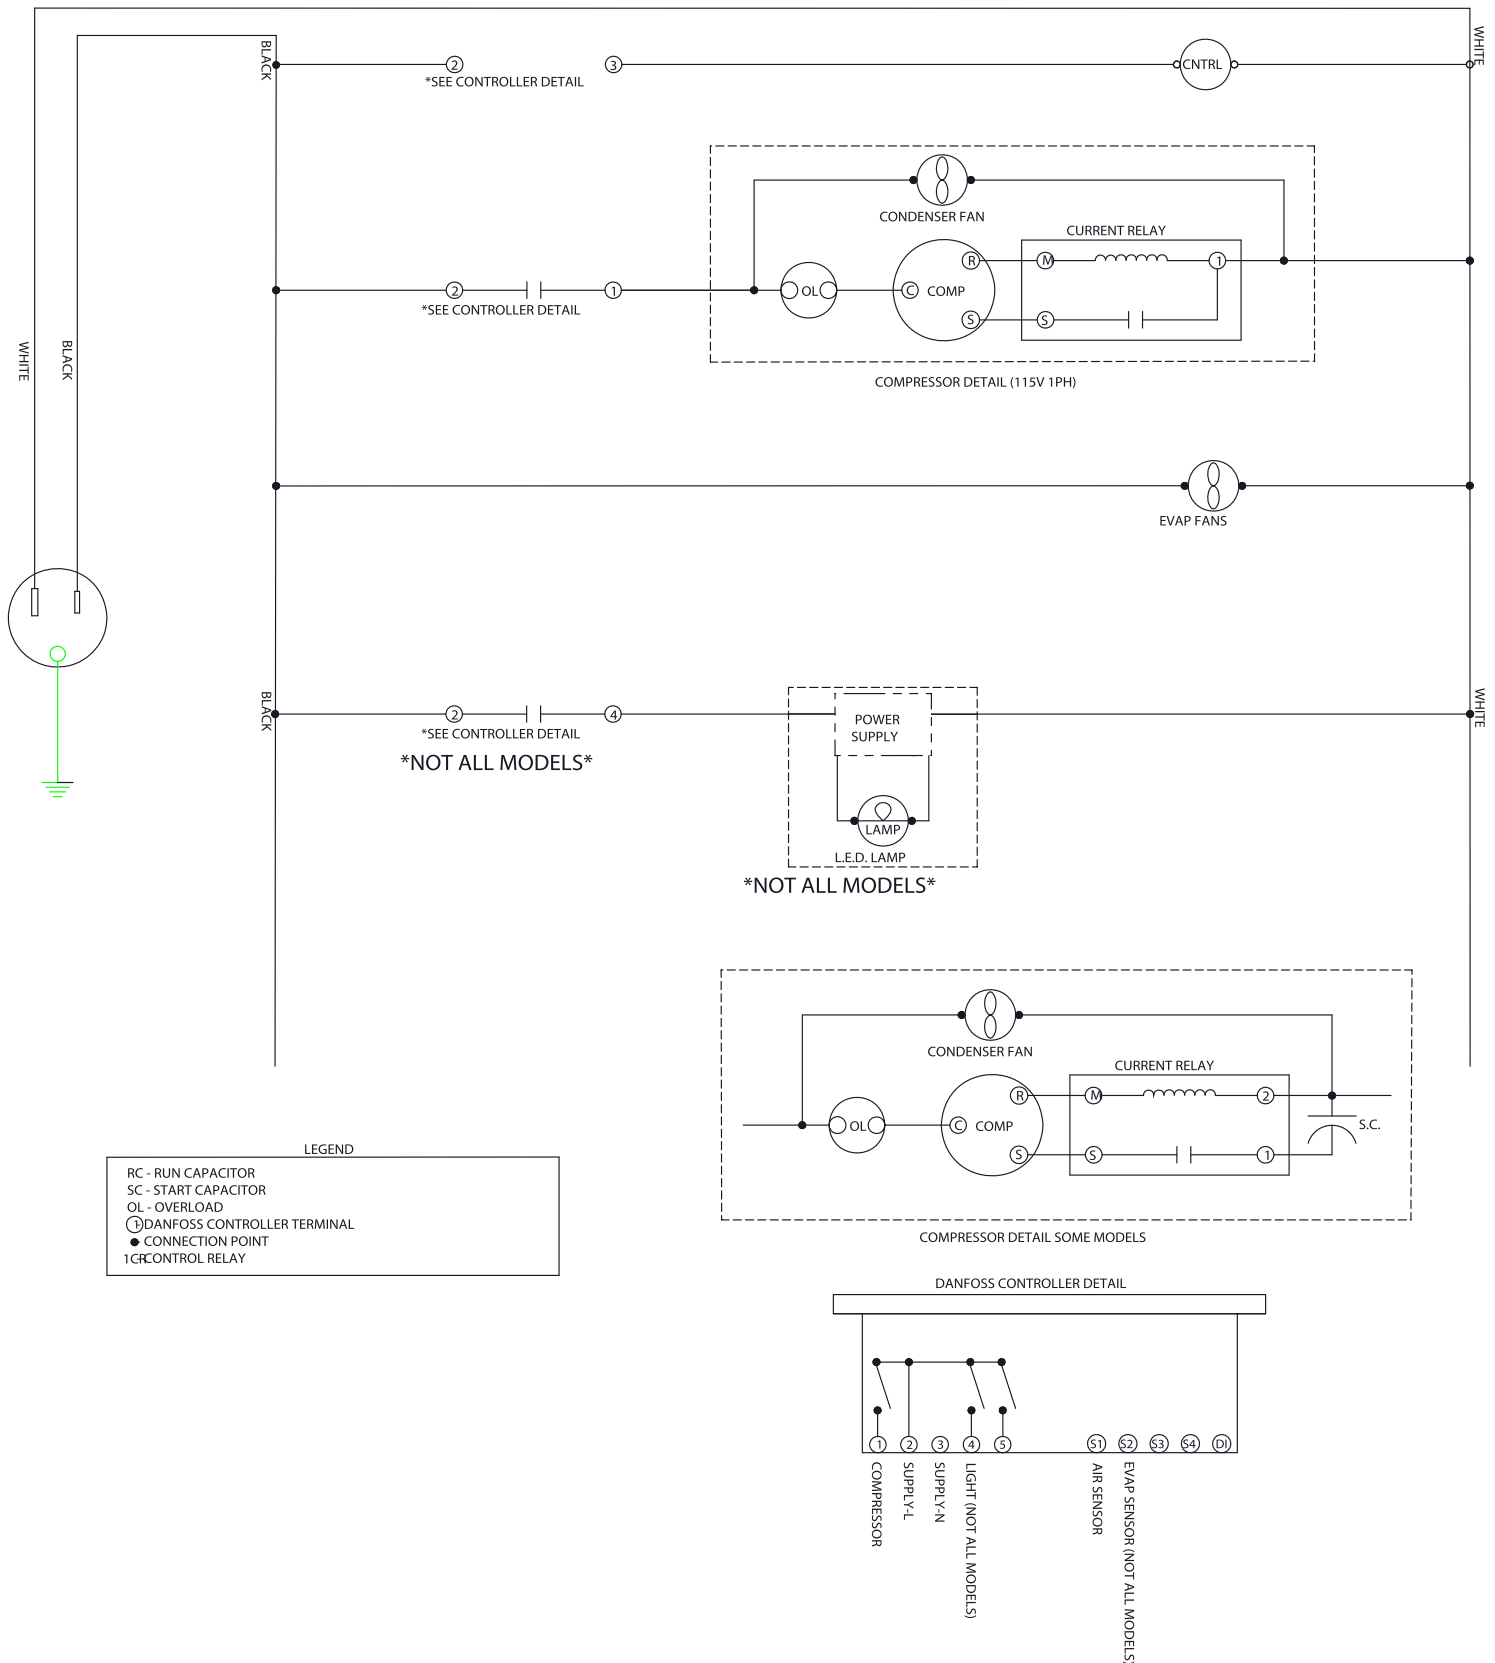 BLACK
WHITE
2
3
CNTRL
*SEE CONTROLLER DETAIL
CONDENSER FAN
CURRENT RELAY
R
M
1
2
1
OL
C
COMP
*SEE CONTROLLER DETAIL
S
S
WHITE
BLACK
COMPRESSOR DETAIL (115V 1PH)
EVAP FANS
BLACK
WHITE
2
4
*SEE CONTROLLER DETAIL
*NOT ALL MODELS*
POWER
SUPPLY
LAMP
L.E.D. LAMP
*NOT ALL MODELS*
CONDENSER FAN
CURRENT RELAY
R
M
2
OL
C
COMP
S.C.
S
S
1
COMPRESSOR DETAIL SOME MODELS
LEGEND
RC - RUN CAPACITOR
SC - START CAPACITOR
OL - OVERLOAD
1 - DANFOSS CONTROLLER TERMINAL
- CONNECTION POINT
1CR - CONTROL RELAY
DANFOSS CONTROLLER DETAIL
1
2
3
4
5
S1
S2
S3
S4
DI
COMPRESSOR
SUPPLY-L
SUPPLY-N
LIGHT (NOT ALL MODELS)
AIR SENSOR
EVAP SENSOR (NOT ALL MODELS)